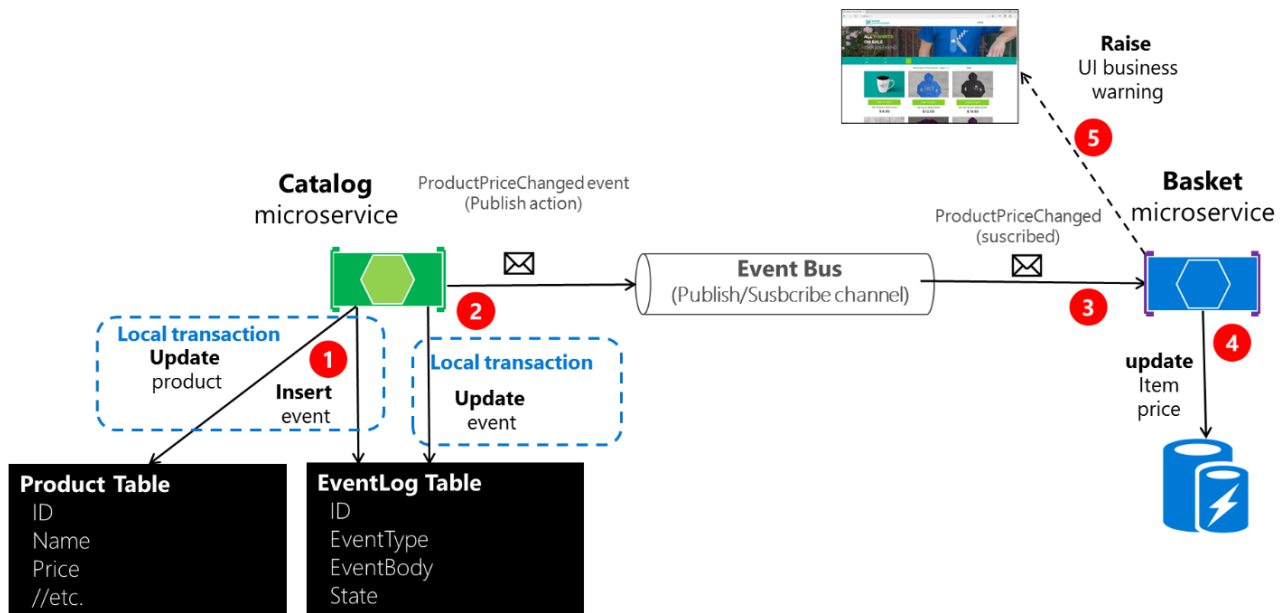 Raise
UI business
warning
5
Catalog
microservice
ProductPriceChanged event
(Publish action)
Basket
microservice
ProductPriceChanged
(suscribed)
Event Bus
(Publish/Susbcribe channel)
2
3
Local transaction
Update
product
1
Insert
event
Local transaction
Update
event
4
update
Item
price
Product Table
ID
Name
Price
//etc.
EventLog Table
ID
EventType
EventBody
State